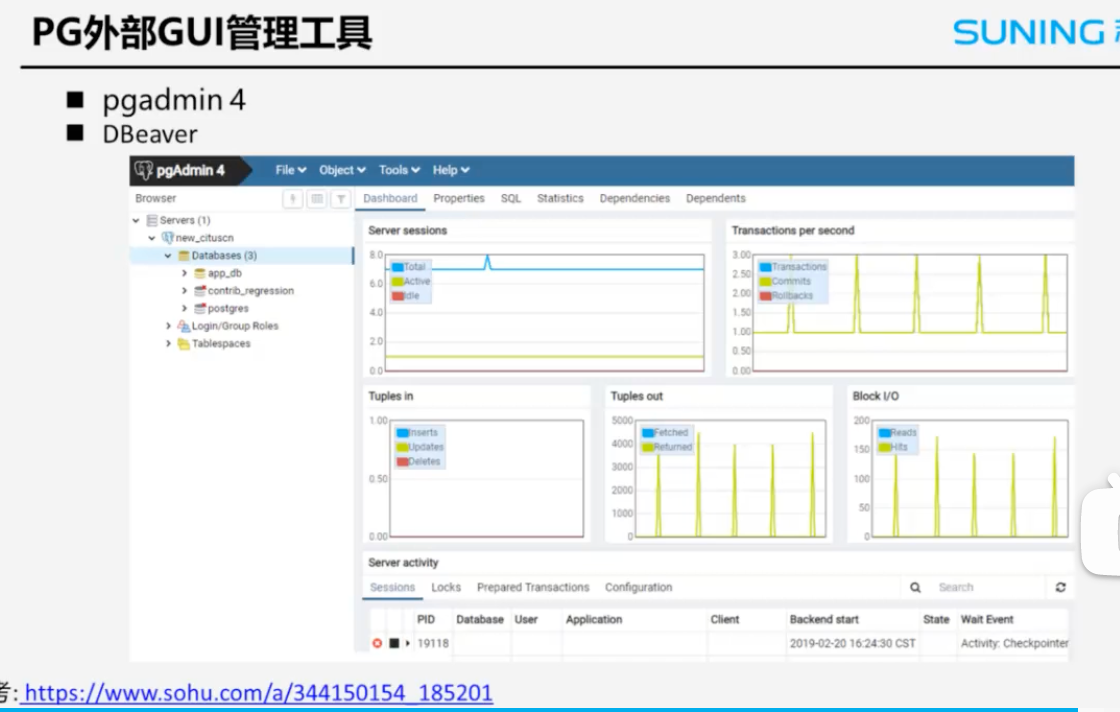 PG外部GUI管理工具
SUNING
pgadmin 4
DBeaver
pgAdmin 4 File Object Tools Help
Browser Dashboard Properties SQL Statistics Dependencies Dependents
Servers (1)
new_cituscn
Databases (3)
app_db
contrib_regression
postgres
Login/Group Roles
Tablespaces
Server sessions
8.0
6.0
4.0
2.0
0.0
Total
Active
Idle
Transactions per second
3.00
2.50
2.00
1.50
1.00
0.50
0.00
Transactions
Commits
Rollbacks
Tuples in
1.00
0.50
0.00
Inserts
Updates
Deletes
Tuples out
5000
4000
3000
2000
1000
0
Fetched
Returned
Block I/O
200
150
100
50
0
Reads
Hits
Server activity
Sessions Locks Prepared Transactions Configuration Search
PID Database User Application Client Backend start State Wait Event
19118 2019-02-20 16:24:30 CST Activity: Checkpointer
考: https://www.sohu.com/a/344150154_185201